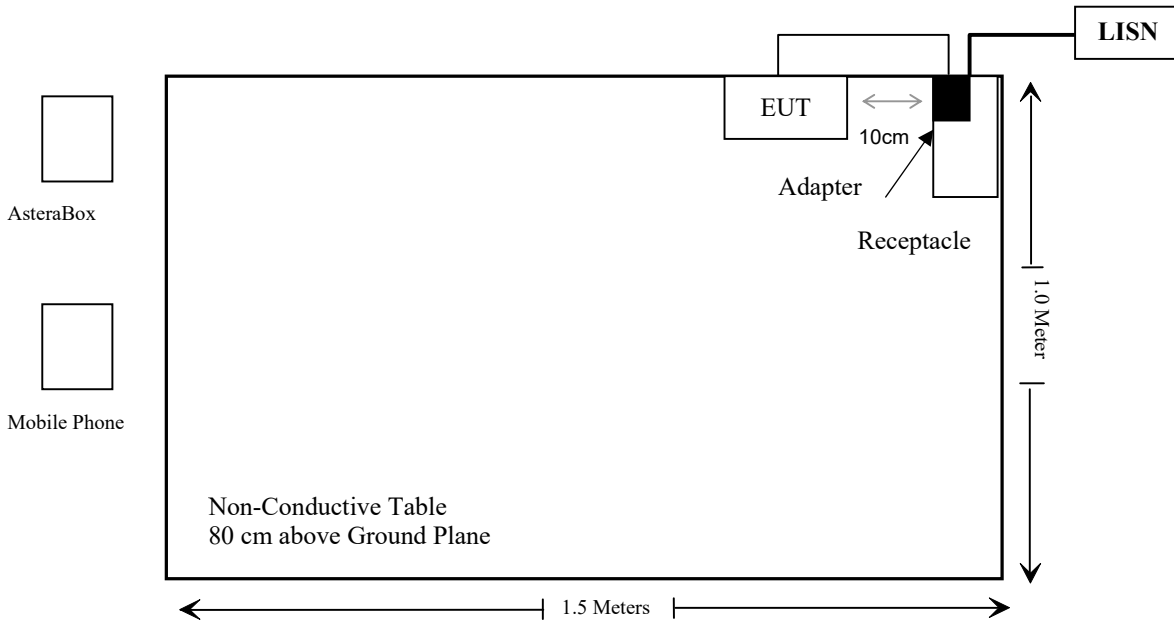 LISN
EUT
10cm
Adapter
Receptacle
AsteraBox
Mobile Phone
1.0 Meter
Non-Conductive Table
80 cm above Ground Plane
1.5 Meters